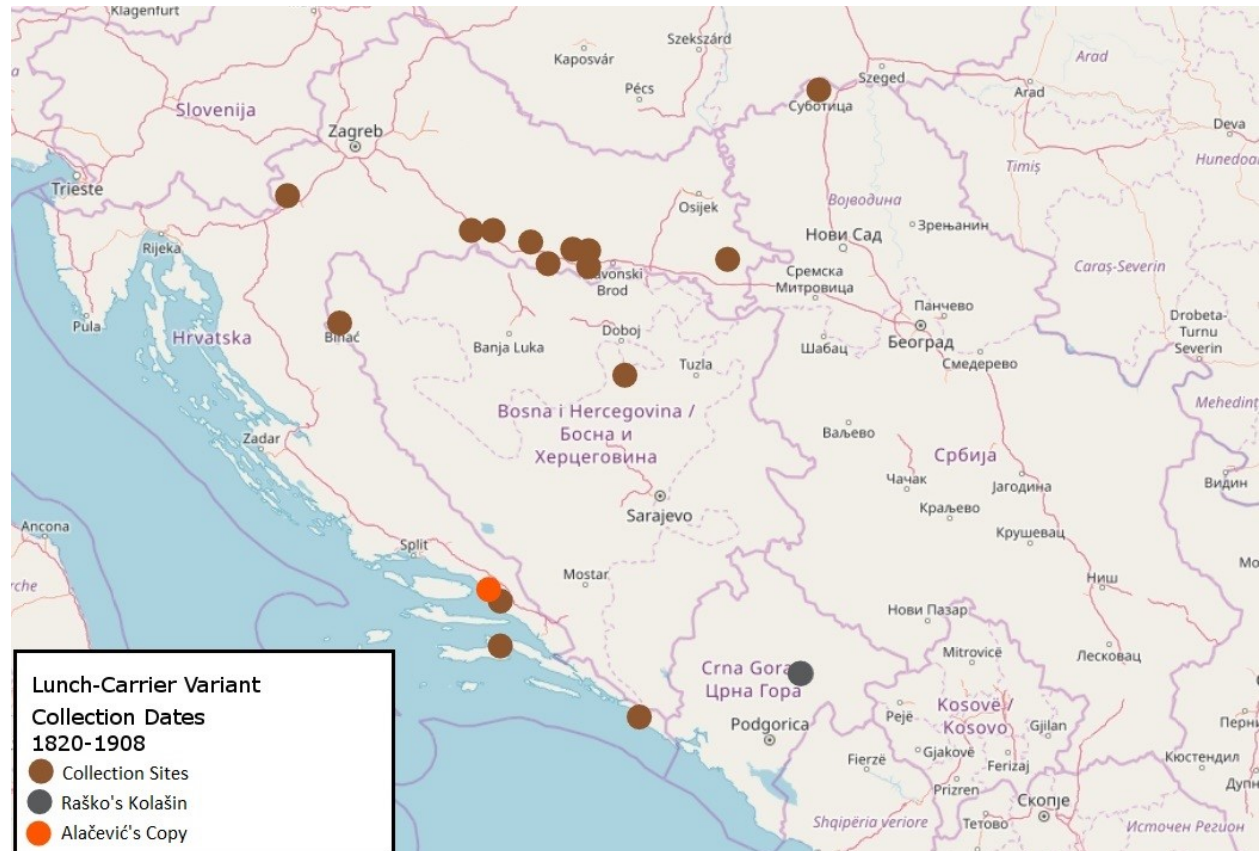 Klagenfurt
Kaposvár
Szekszárd
Pécs
Szeged
Суботица
Arad
Arad
Deva
Slovenija
Zagreb
Timiș
Trieste
Osijek
Војводина
Зрењанин
Rijeka
Нови Сад
Caraș-Severin
Сремска
Митровица
Brod
Панчево
Pula
Hrvatska
Bihać
Banja Luka
Doboj
Tuzla
Шабац
Београд
Смедерево
Drobeta-
Turnu
Severin
Bosna i Hercegovina /
Босна и
Херцеговина
Ваљево
Србија
Zadar
Чачак
Краљево
Јагодина
Видин
Крушевац
Sarajevo
Ancona
Split
Mostar
Ниш
Нови Пазар
Mitrovicë
Лесковац
Crna Gora
Црна Гора
Pejë
Kosovë /
Kosovo
Gjilan
Podgorica
Gjakovë
Ferizaj
Кюстендил
Fierzë
Prizren
Скопје
Тетово
Shqipëria veriore
Источен Регион
Lunch-Carrier Variant
Collection Dates
1820-1908
Collection Sites
Raško's Kolašin
Alačević's Copy